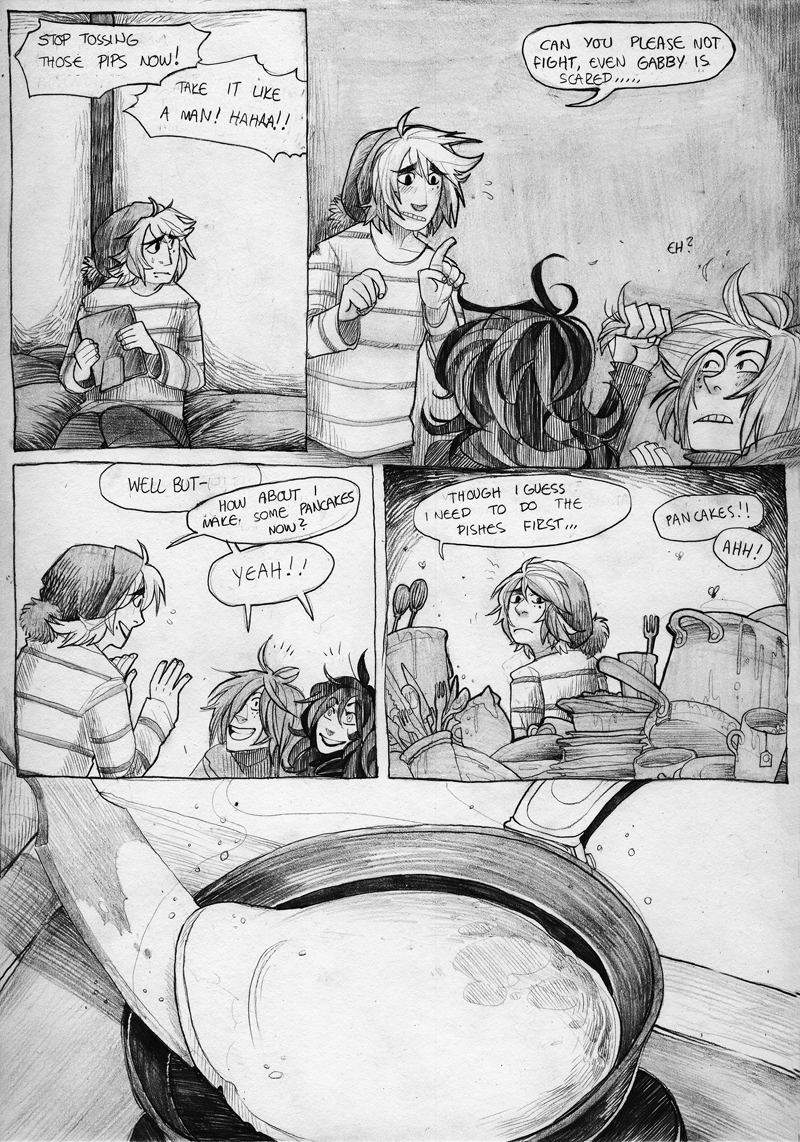 STOP TOSSING
THOSE PIPS NOW!
TAKE IT LIKE
A MAN! HAHAA!!
CAN YOU PLEASE NOT
FIGHT, EVEN GABBY IS
SCARED.....
EH?
WELL BUT-
HOW ABOUT I
MAKE SOME PANCAKES
NOW?
YEAH!!
THOUGH I GUESS
I NEED TO DO THE
DISHES FIRST...
PANCAKES!!
AHH!